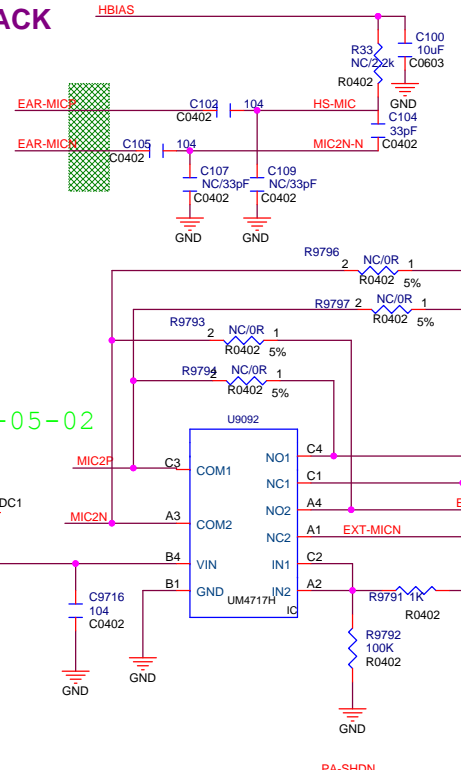 ACK
HBIAS
C100
10uF
C0603
R33
NC/2.2k
R0402
GND
EAR-MICP
C102
104
C0402
HS-MIC
C104
33pF
C0402
EAR-MICN
C105
104
C0402
MIC2N-N
C107
NC/33pF
C0402
C109
NC/33pF
C0402
GND
GND
R9796
2
NC/0R
1
R0402
5%
R9797
2
NC/0R
1
R0402
5%
R9793
2
NC/0R
1
R0402
5%
R9794
2
NC/0R
1
R0402
5%
-05-02
U9092
MIC2P
C3
COM1
NO1
C4
NC1
C1
DC1
MIC2N
A3
COM2
NO2
A4
NC2
A1
EXT-MICN
B4
VIN
IN1
C2
B1
GND
IN2
A2
UM4717H
IC
R9791
1K
R0402
C9716
104
C0402
R9792
100K
R0402
GND
GND
GND
PA-SHDN